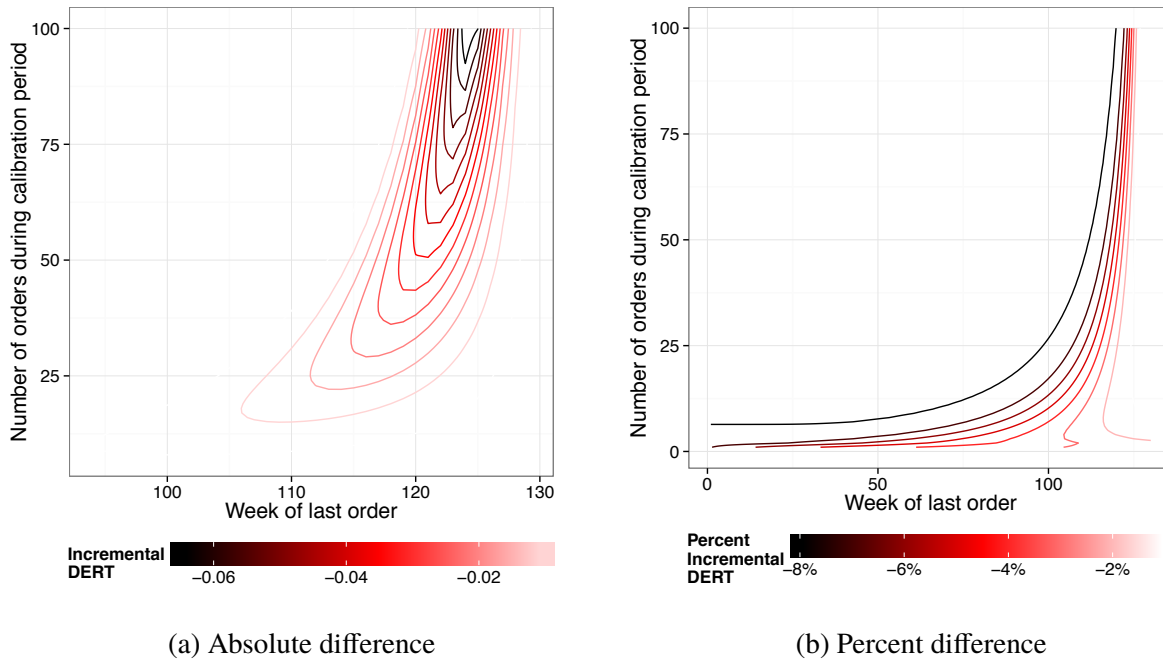 Number of orders during calibration period
100
75
50
25
100
110
120
130
Week of last order
Incremental
DERT
−0.06
−0.04
−0.02
(a) Absolute difference
Number of orders during calibration period
100
75
50
25
0
0
50
100
Week of last order
Percent
Incremental
DERT
−8%
−6%
−4%
−2%
(b) Percent difference